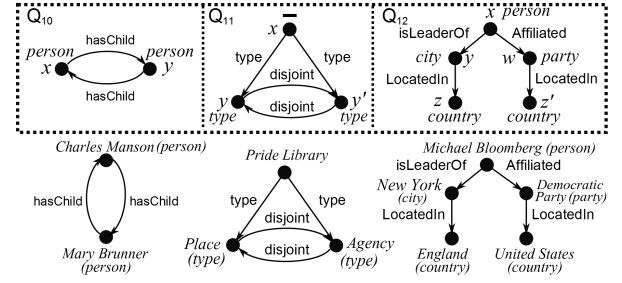 Q10
person
hasChild
person
x
y
hasChild
Q11
_
x
type
type
disjoint
disjoint
y
y'
type
type
Q12
x person
isLeaderOf
Affiliated
city y
w party
LocatedIn
LocatedIn
z
z'
country
country
Charles Manson (person)
hasChild
hasChild
Mary Brunner
(person)
Pride Library
type
type
disjoint
disjoint
Place
(type)
Agency
(type)
Michael Bloomberg (person)
isLeaderOf
Affiliated
New York
(city)
Democratic
Party (party)
LocatedIn
LocatedIn
England
(country)
United States
(country)